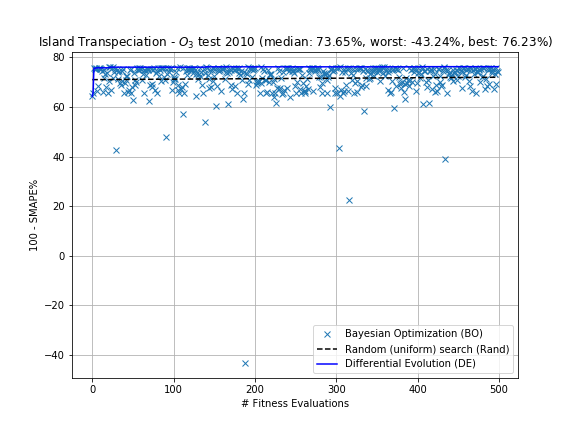 Island Transpeciation - O₃ test 2010 (median: 73.65%, worst: -43.24%, best: 76.23%)
80
60
40
20
0
−20
−40
100 - SMAPE%
Bayesian Optimization (BO)
Random (uniform) search (Rand)
Differential Evolution (DE)
0 100 200 300 400 500
# Fitness Evaluations